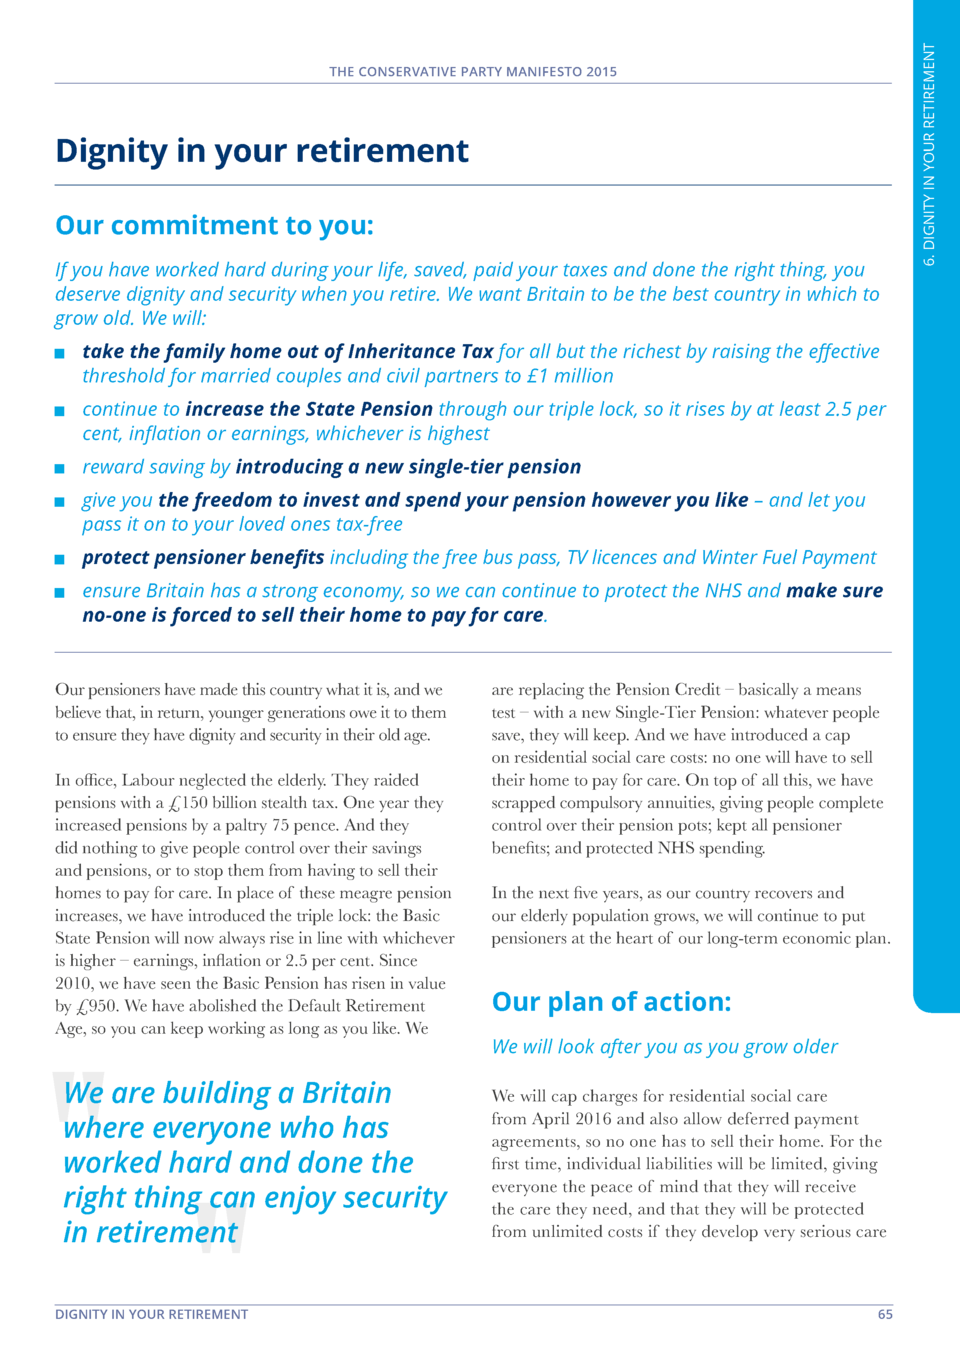 THE CONSERVATIVE PARTY MANIFESTO 2015
6. DIGNITY IN YOUR RETIREMENT
Dignity in your retirement
Our commitment to you:
If you have worked hard during your life, saved, paid your taxes and done the right thing, you
deserve dignity and security when you retire. We want Britain to be the best country in which to
grow old. We will:
■ take the family home out of Inheritance Tax for all but the richest by raising the effective
threshold for married couples and civil partners to £1 million
■ continue to increase the State Pension through our triple lock, so it rises by at least 2.5 per
cent, inflation or earnings, whichever is highest
■ reward saving by introducing a new single-tier pension
■ give you the freedom to invest and spend your pension however you like – and let you
pass it on to your loved ones tax-free
■ protect pensioner benefits including the free bus pass, TV licences and Winter Fuel Payment
■ ensure Britain has a strong economy, so we can continue to protect the NHS and make sure
no-one is forced to sell their home to pay for care.
Our pensioners have made this country what it is, and we
believe that, in return, younger generations owe it to them
to ensure they have dignity and security in their old age.
In office, Labour neglected the elderly. They raided
pensions with a £150 billion stealth tax. One year they
increased pensions by a paltry 75 pence. And they
did nothing to give people control over their savings
and pensions, or to stop them from having to sell their
homes to pay for care. In place of these meagre pension
increases, we have introduced the triple lock: the Basic
State Pension will now always rise in line with whichever
is higher – earnings, inflation or 2.5 per cent. Since
2010, we have seen the Basic Pension has risen in value
by £950. We have abolished the Default Retirement
Age, so you can keep working as long as you like. We
"We are building a Britain
where everyone who has
worked hard and done the
right thing can enjoy security
in retirement"
are replacing the Pension Credit – basically a means
test – with a new Single-Tier Pension: whatever people
save, they will keep. And we have introduced a cap
on residential social care costs: no one will have to sell
their home to pay for care. On top of all this, we have
scrapped compulsory annuities, giving people complete
control over their pension pots; kept all pensioner
benefits; and protected NHS spending.
In the next five years, as our country recovers and
our elderly population grows, we will continue to put
pensioners at the heart of our long-term economic plan.
Our plan of action:
We will look after you as you grow older
We will cap charges for residential social care
from April 2016 and also allow deferred payment
agreements, so no one has to sell their home. For the
first time, individual liabilities will be limited, giving
everyone the peace of mind that they will receive
the care they need, and that they will be protected
from unlimited costs if they develop very serious care
DIGNITY IN YOUR RETIREMENT
65